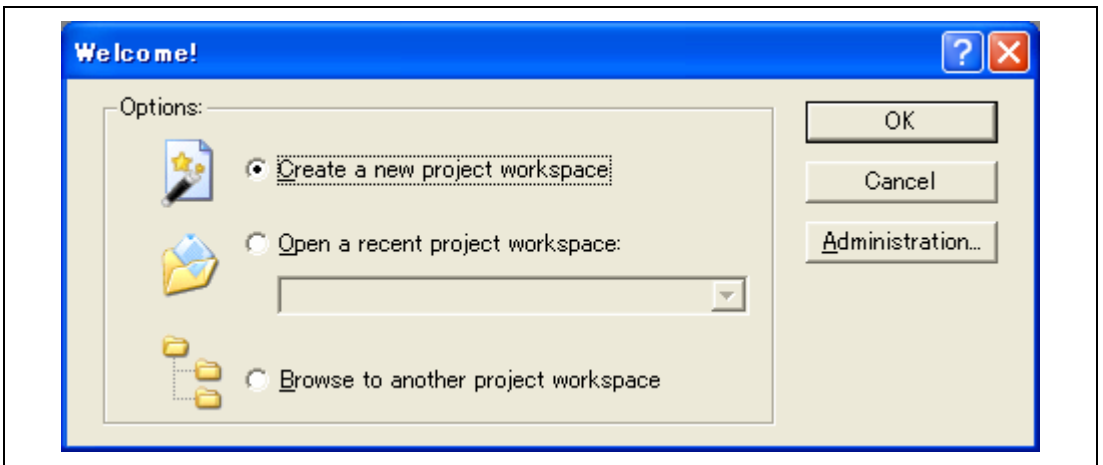 Welcome!
Options:
Create a new project workspace
Open a recent project workspace:
Browse to another project workspace
OK
Cancel
Administration...